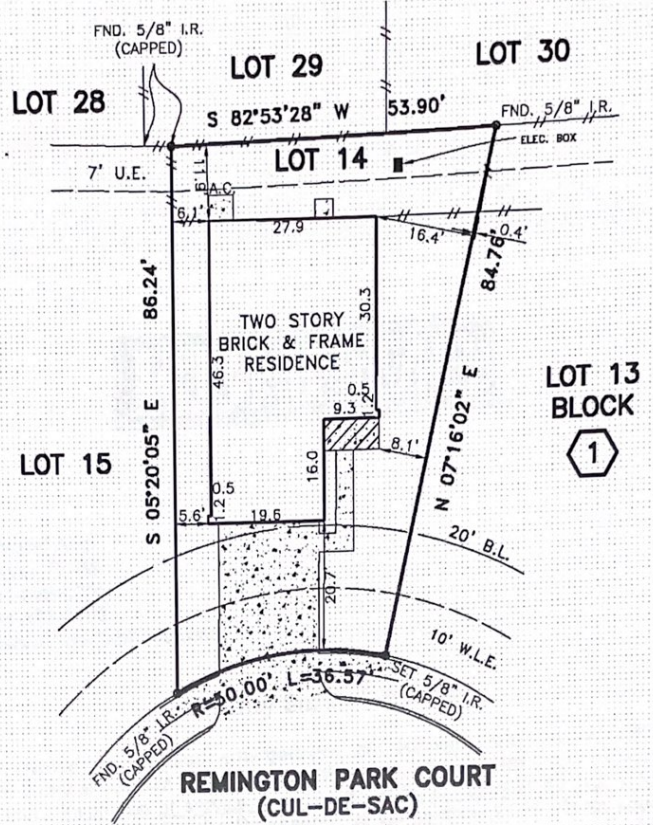 FND. 5/8" I.R.
(CAPPED)
LOT 29
LOT 30
LOT 28
S 82°53'28" W 53.90'
FND. 5/8" I.R.
ELEC. BOX
LOT 14
7' U.E.
11.9
A.C
6.1'
27.9
16.4'
0.4'
84.76'
86.24'
30.3
TWO STORY
BRICK & FRAME
RESIDENCE
46.3
LOT 13
BLOCK
1
0.5
1.2
9.3
8.1'
LOT 15
S 05°20'05" E
N 07°16'02" E
16.0
0.5
1.2
5.6'
19.6
20' B.L.
20.7
10' W.L.E.
R=50.00' L=36.57'
SET 5/8" I.R.
(CAPPED)
FND. 5/8" I.R.
(CAPPED)
REMINGTON PARK COURT
(CUL-DE-SAC)